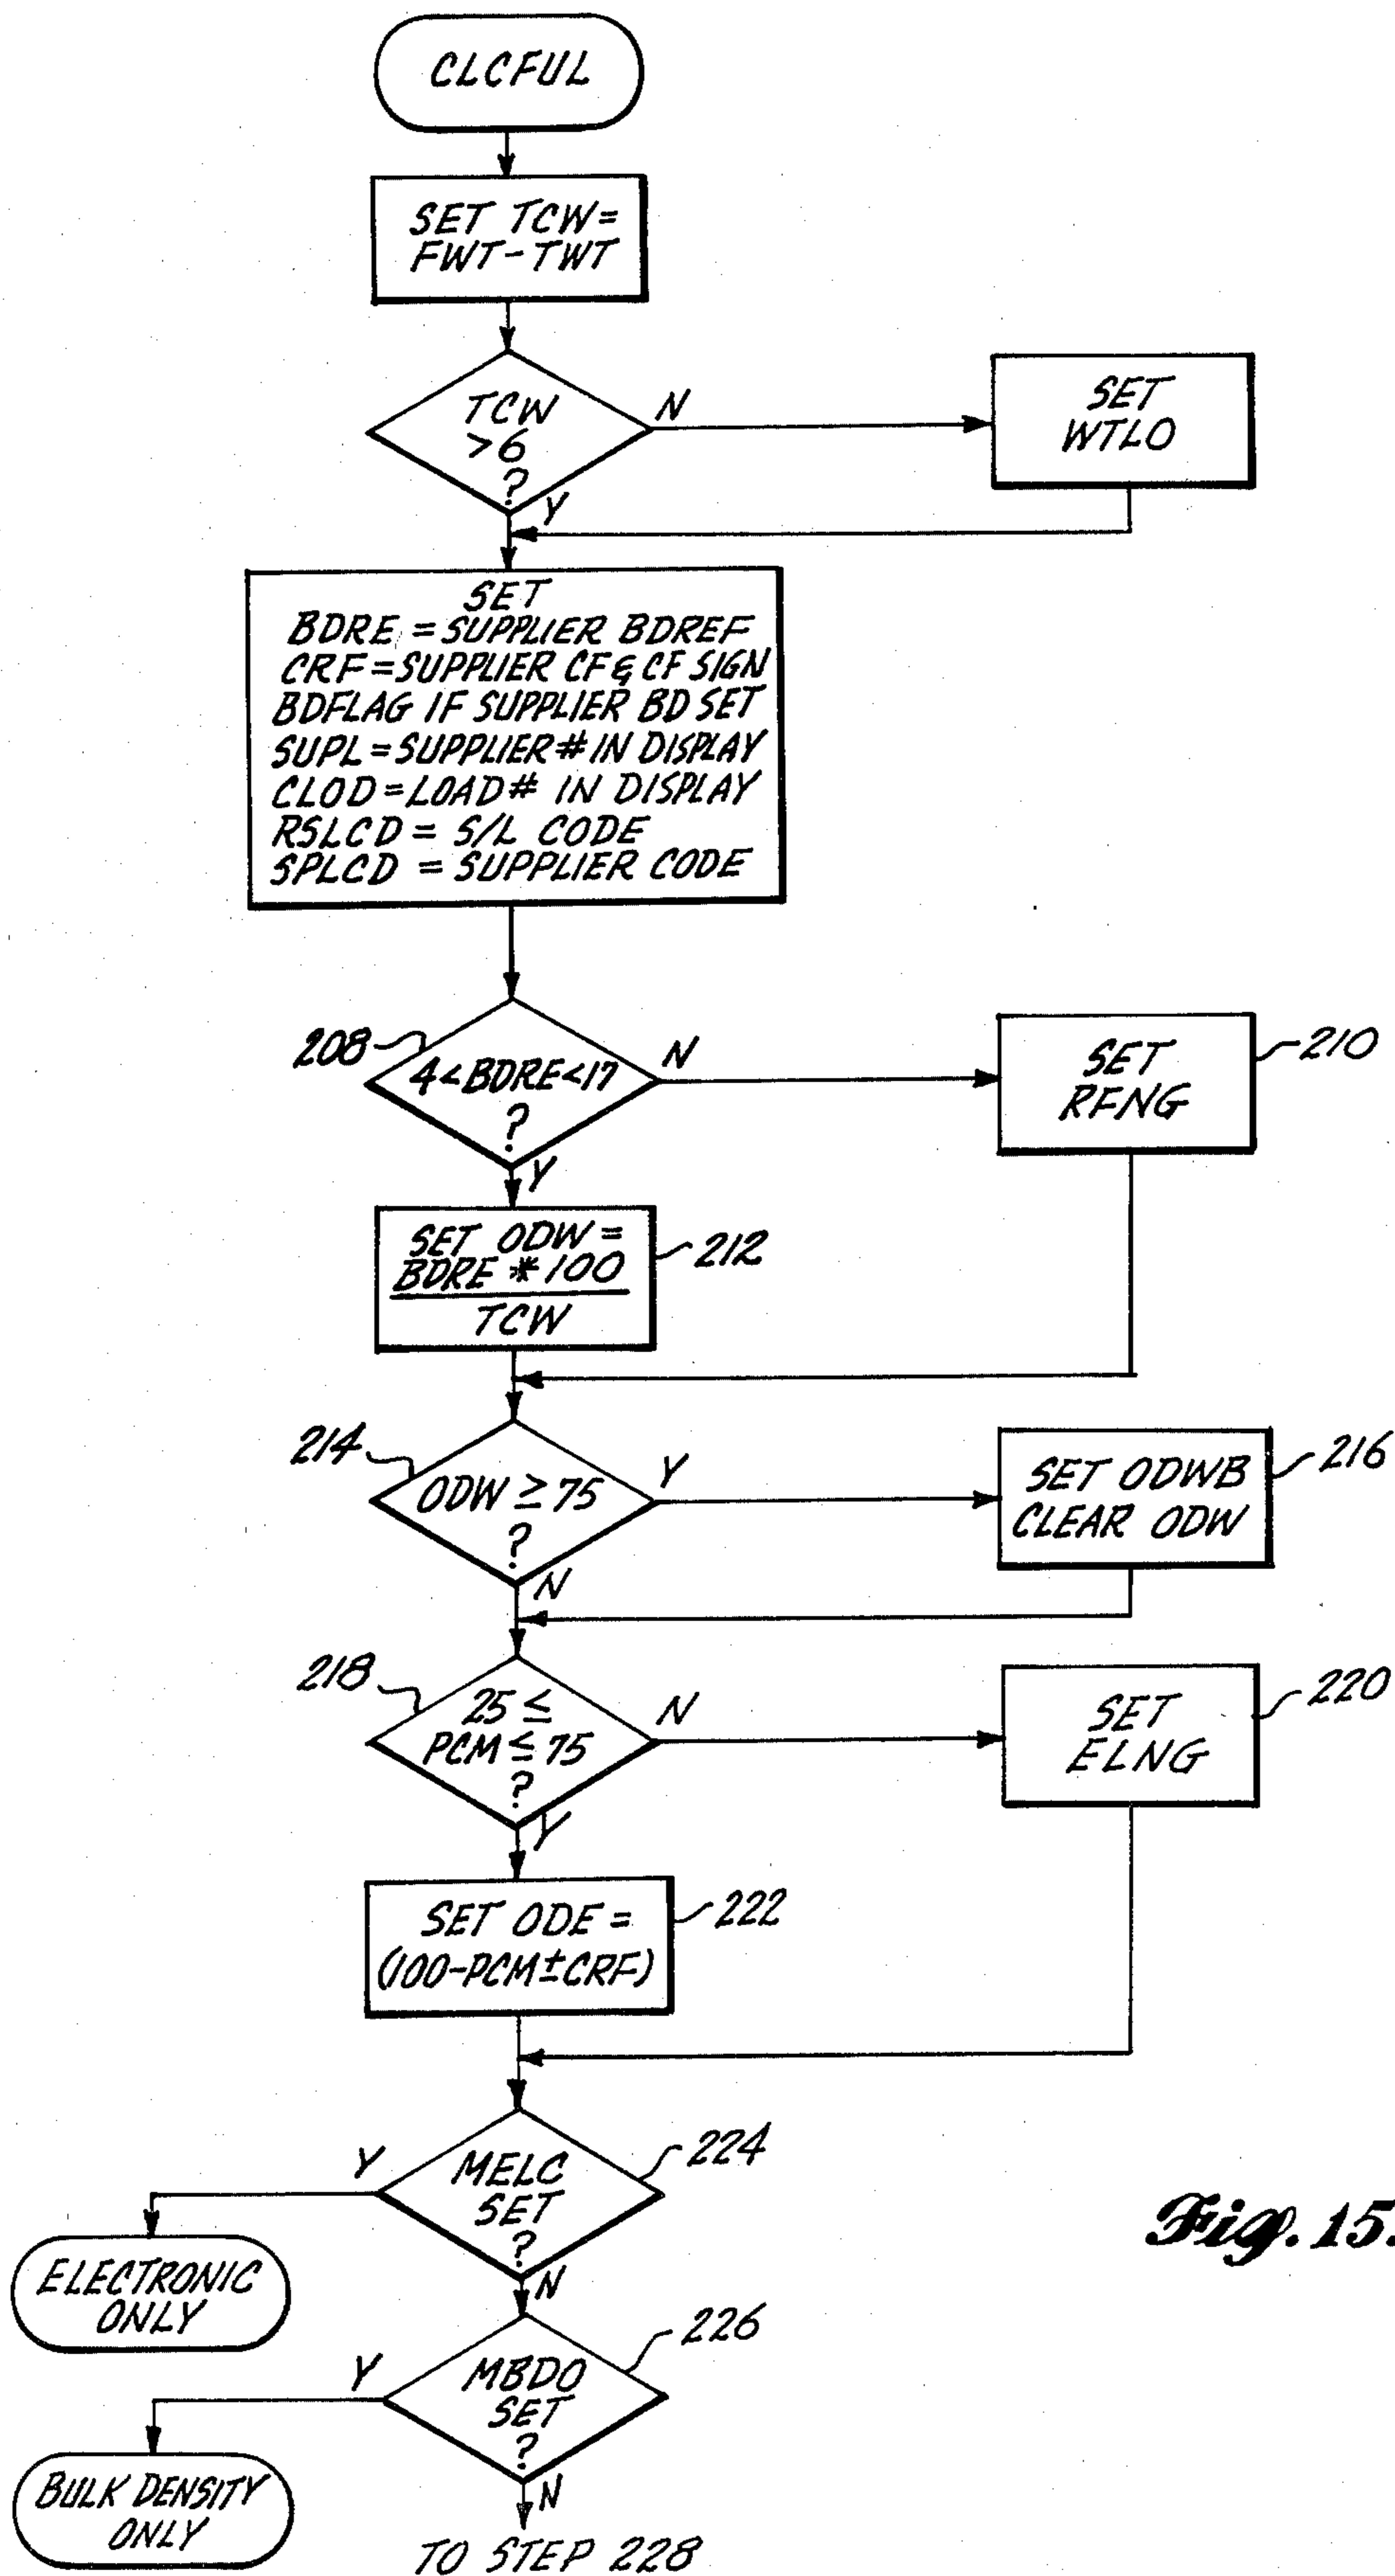 CLCFUL
SET TCW =
FWT - TWT
TCW
> 6
?
N
Y
SET
WTLO
SET
BDRE = SUPPLIER BDREF
CRF = SUPPLIER CF & CF SIGN
BDFLAG IF SUPPLIER BD SET
SUPL = SUPPLIER # IN DISPLAY
CLOD = LOAD # IN DISPLAY
RSLCD = S/L CODE
SPLCD = SUPPLIER CODE
208
4 < BDRE < 17
?
N
Y
SET
RFNG
210
SET ODW =
BDRE * 100
TCW
212
214
ODW ≥ 75
?
Y
N
SET ODWB
CLEAR ODW
216
218
25 ≤
PCM ≤ 75
?
N
Y
SET
ELNG
220
SET ODE =
(100-PCM±CRF)
222
224
MELC
SET
?
Y
N
ELECTRONIC
ONLY
226
MBDO
SET
?
Y
N
BULK DENSITY
ONLY
TO STEP 228
Fig. 15.